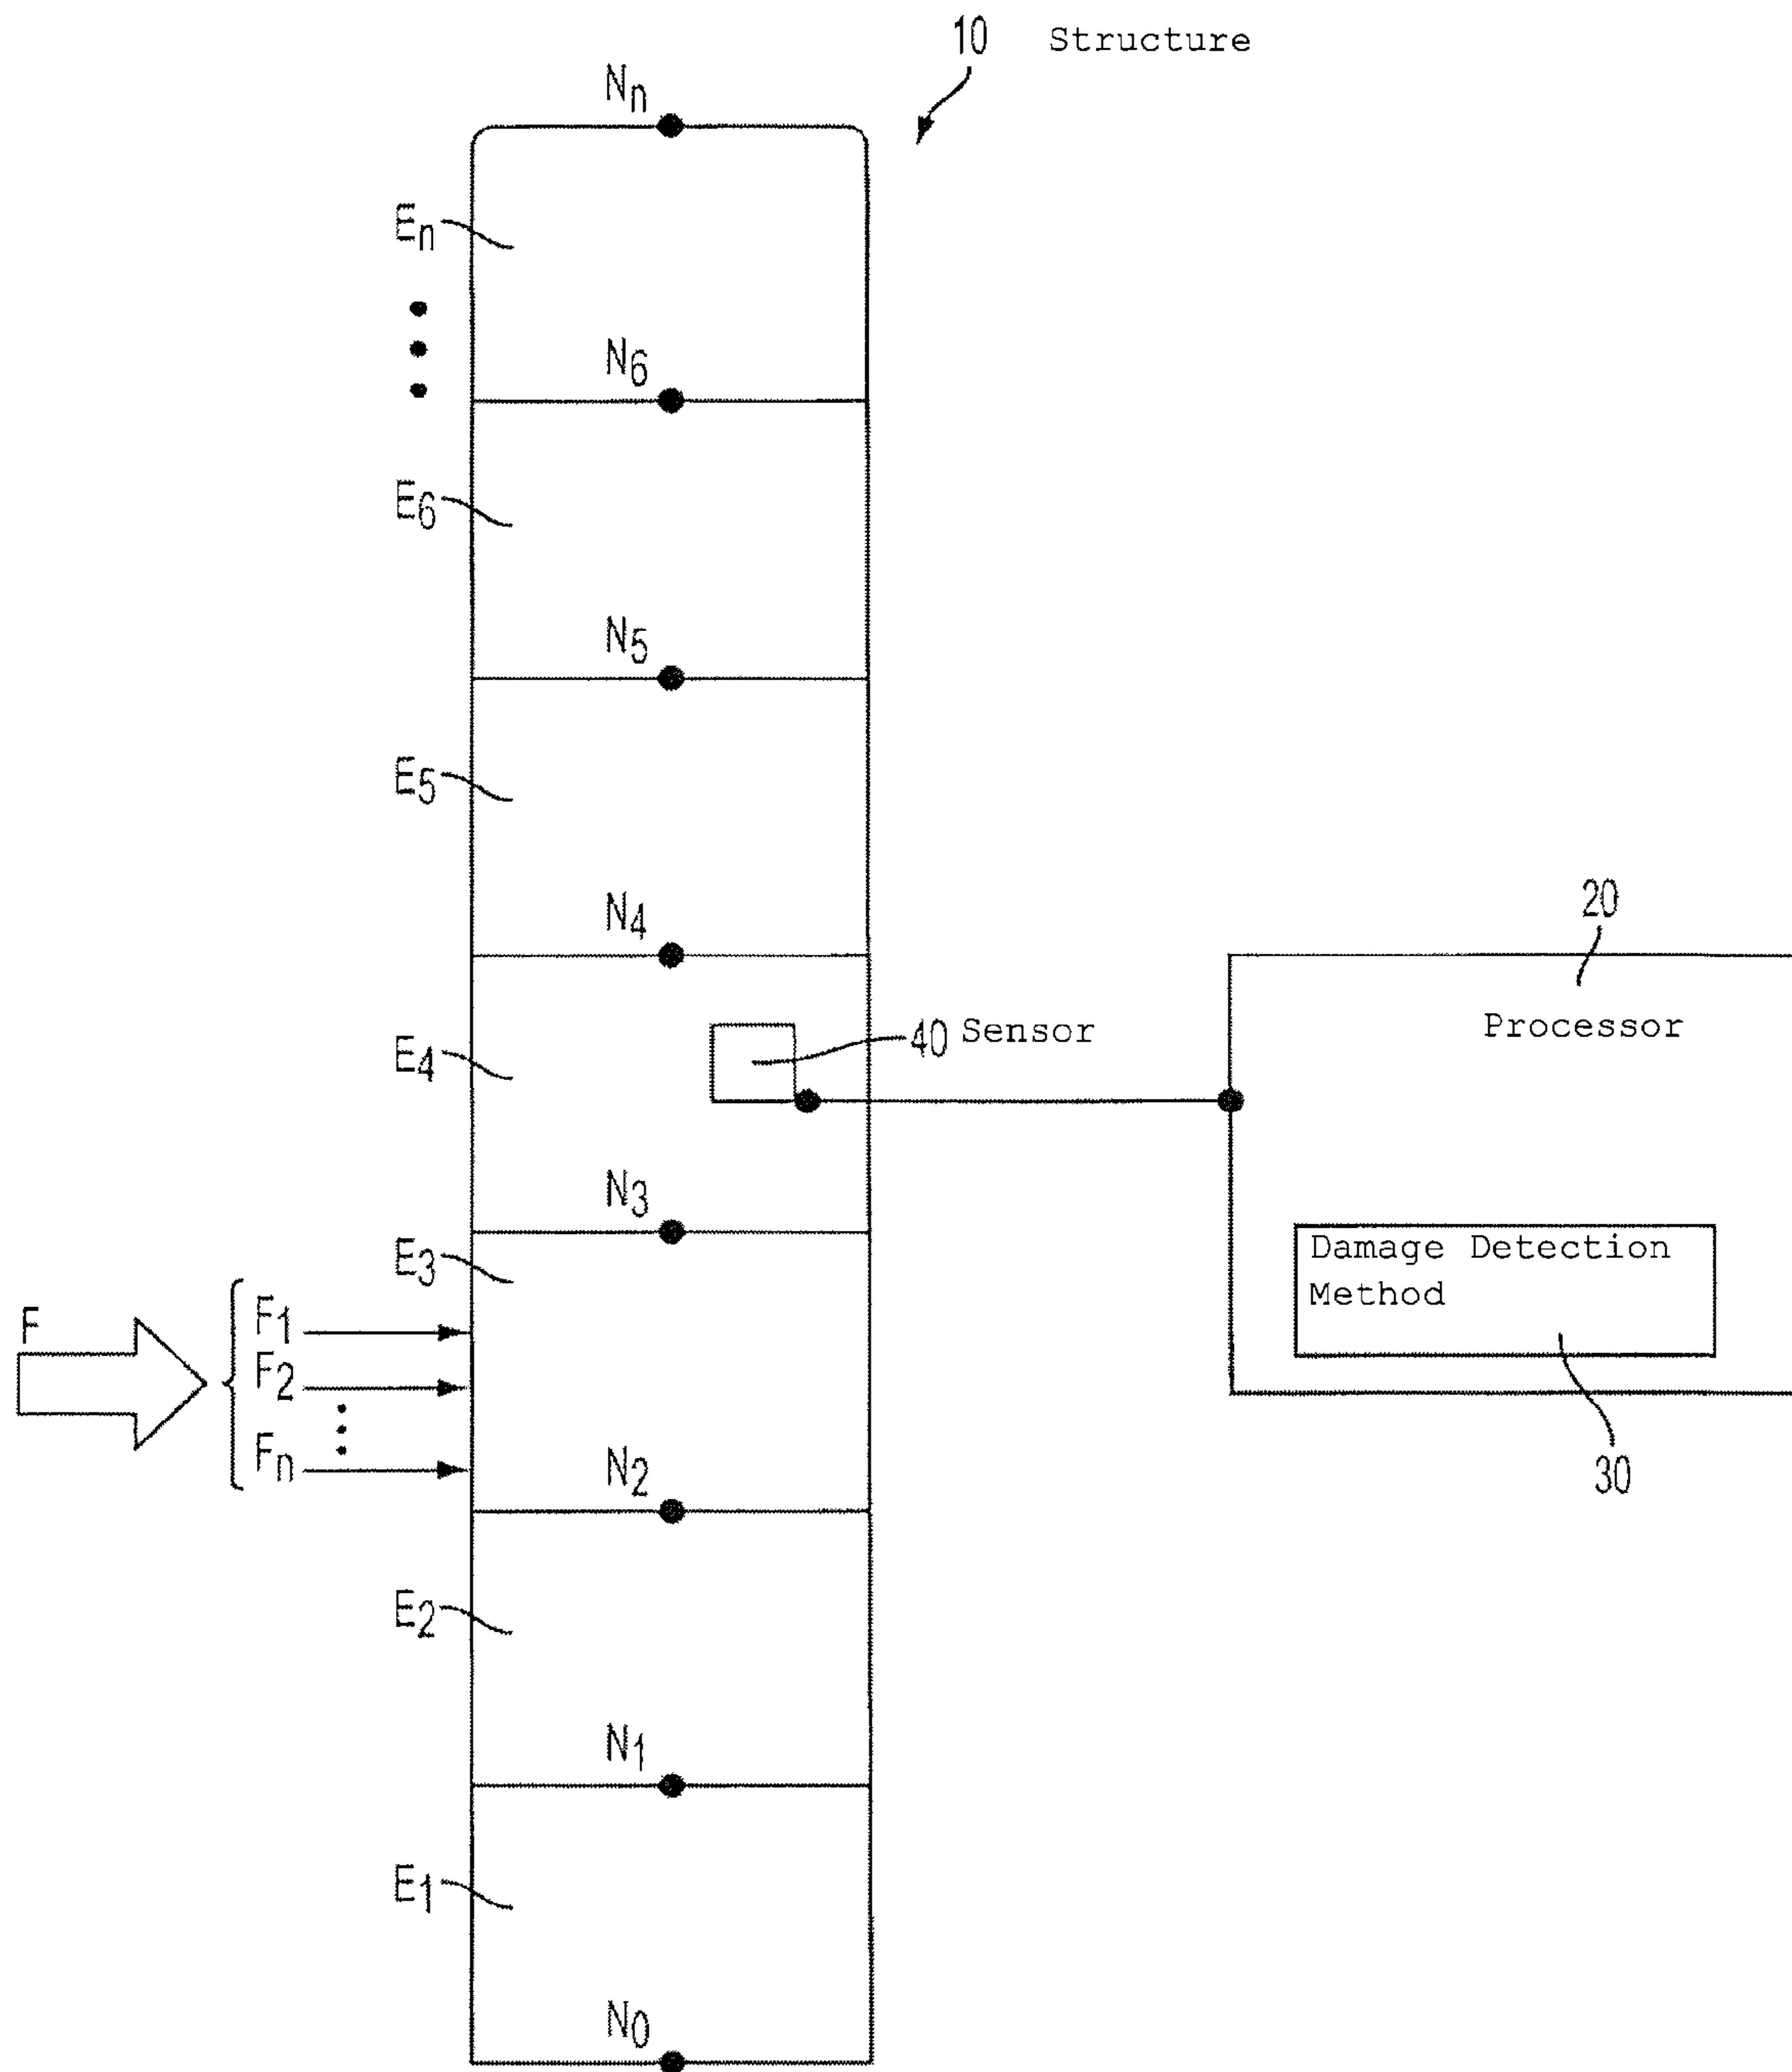 10 Structure
Nn
En
N6
E6
N5
E5
N4
20
Processor
40 Sensor
E4
N3
E3
Damage Detection
Method
F
F1
F2
Fn
N2
30
E2
N1
E1
N0